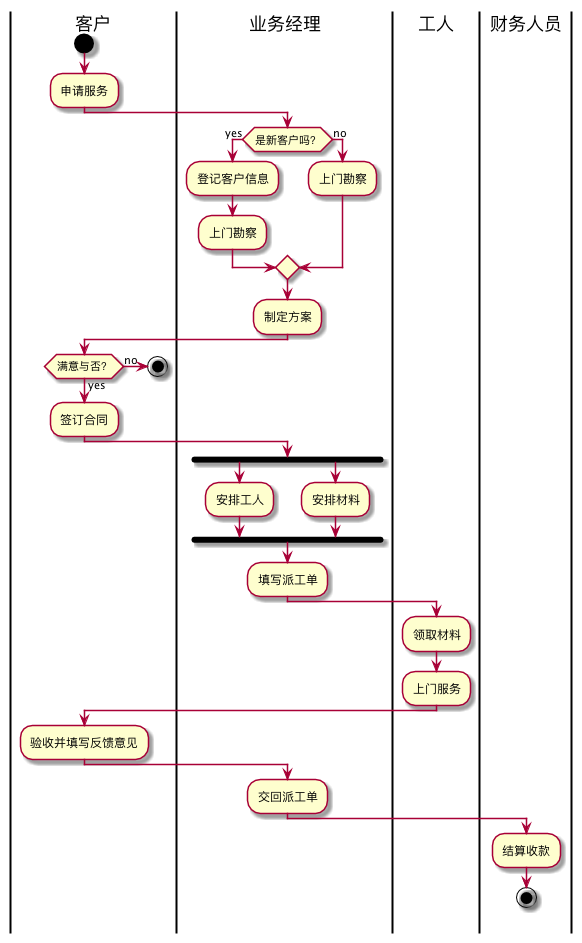 客户
业务经理
工人
财务人员
申请服务
是新客户吗?
yes
no
登记客户信息
上门勘察
上门勘察
制定方案
满意与否?
no
yes
签订合同
安排工人
安排材料
填写派工单
领取材料
上门服务
验收并填写反馈意见
交回派工单
结算收款